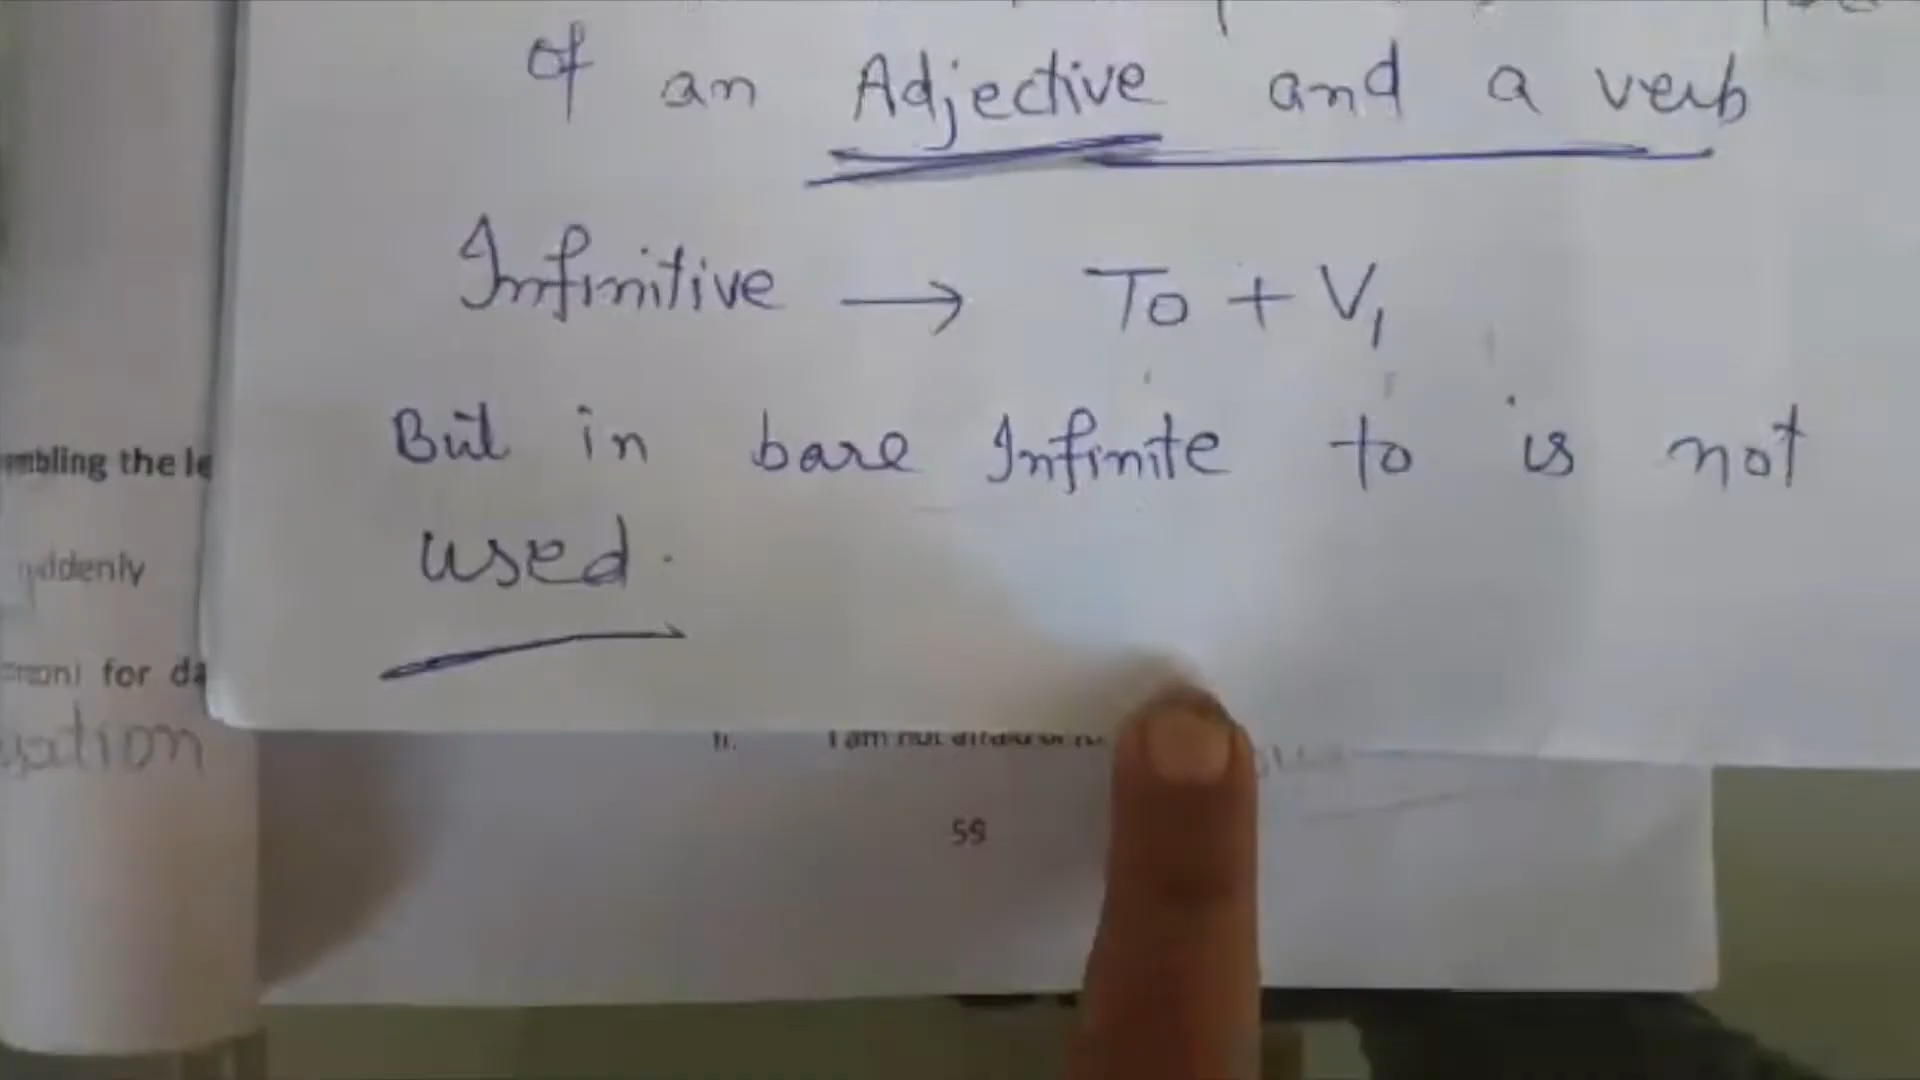 of an Adjective and a verb
Infinitive → To + V₁
But in bare Infinite to is not
used.
mbling the le
uddenly
for da
59